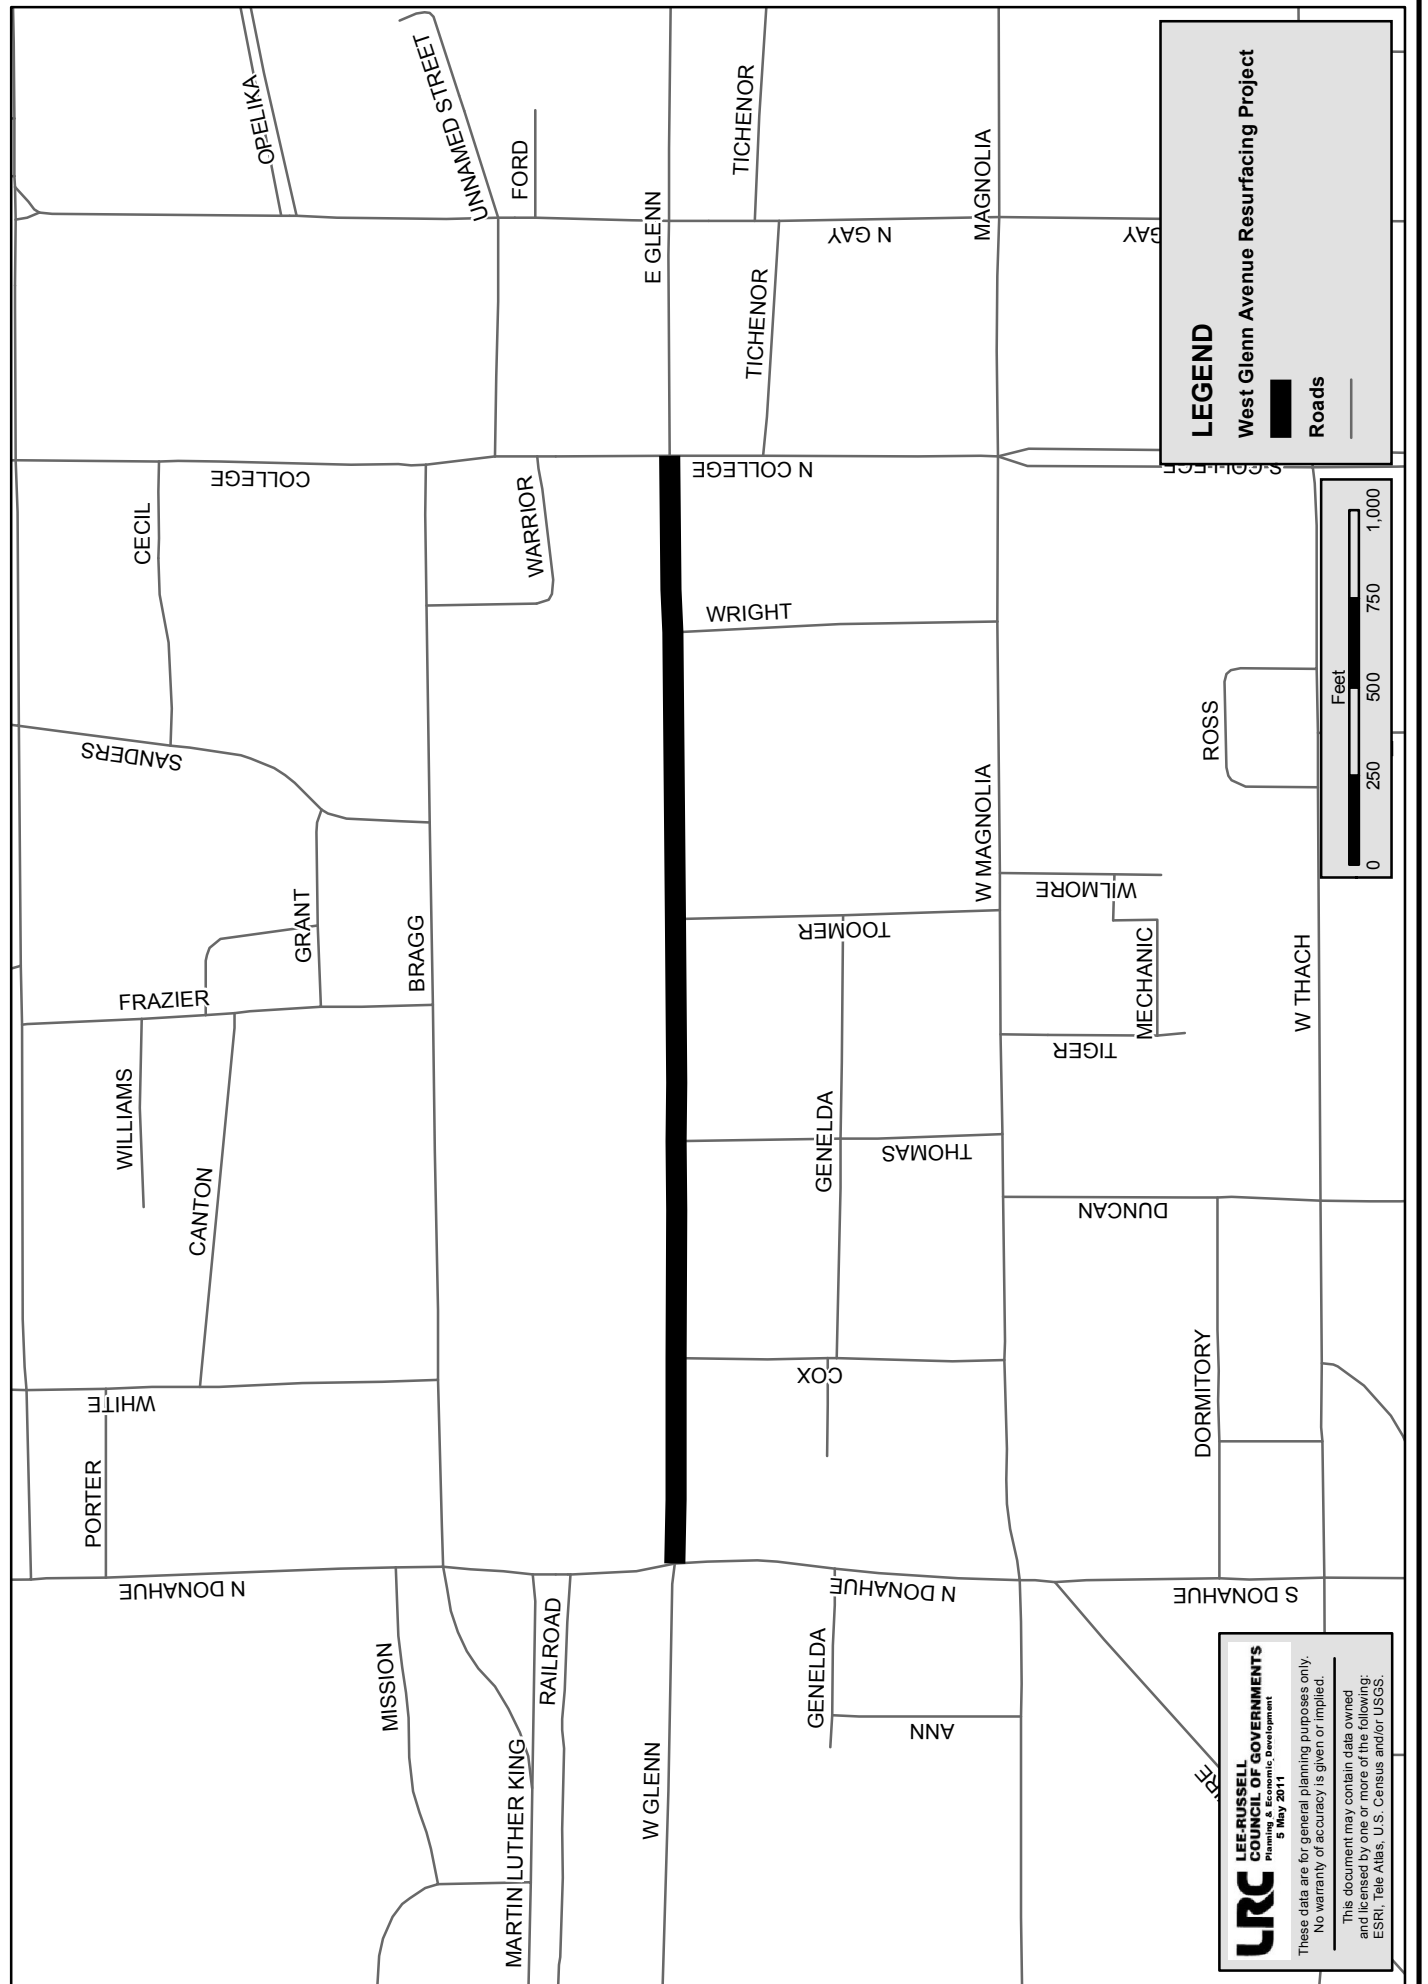 OPELIKA
UNNAMED STREET
FORD
E GLENN
TICHENOR
MAGNOLIA
N GAY
GAY
TICHENOR
COLLEGE
CECIL
WARRIOR
N COLLEGE
S COLLEGE
SANDERS
WRIGHT
ROSS
GRANT
BRAGG
FRAZIER
TOOMER
W MAGNOLIA
WILMORE
MECHANIC
TIGER
W THACH
WILLIAMS
CANTON
GENELDA
THOMAS
DUNCAN
WHITE
PORTER
COX
DORMITORY
N DONAHUE
N DONAHUE
S DONAHUE
MISSION
RAILROAD
MARTIN LUTHER KING
W GLENN
GENELDA
ANN
LEGEND
West Glenn Avenue Resurfacing Project
Roads
Feet
0 250 500 750 1,000
LRC
LEE-RUSSELL
COUNCIL OF GOVERNMENTS
Planning & Economic Development
5 May 2011
These data are for general planning purposes only.
No warranty of accuracy is given or implied.
This document may contain data owned
and licensed by one or more of the following:
ESRI, Tele Atlas, U.S. Census and/or USGS.